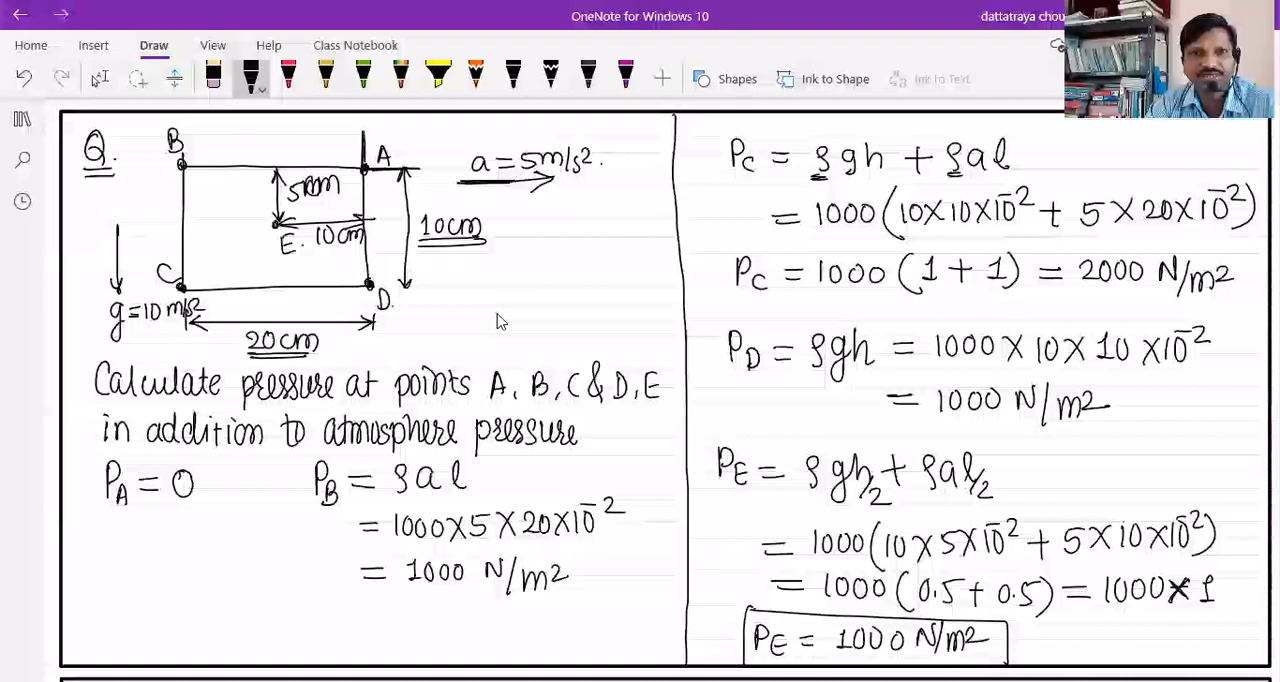 OneNote for Windows 10
dattatraya chou
Home Insert Draw View Help Class Notebook
Shapes Ink to Shape Ink to Text
Q.
B
A
a = 5m/s².
5cm
E. 10cm
10cm
C
D.
g = 10 m/s²
20cm
Calculate pressure at points A, B, C & D, E
in addition to atmosphere pressure
P_A = 0
P_B = ρal
= 1000×5×20×10⁻²
= 1000 N/m²
P_C = ρgh + ρal
= 1000(10×10×10⁻² + 5×20×10⁻²)
P_C = 1000 (1+1) = 2000 N/m²
P_D = ρgh = 1000×10×10×10⁻²
= 1000 N/m²
P_E = ρgh/2 + ρal/2
= 1000(10×5×10⁻² + 5×10×10⁻²)
= 1000 (0.5+0.5) = 1000×1
P_E = 1000 N/m²